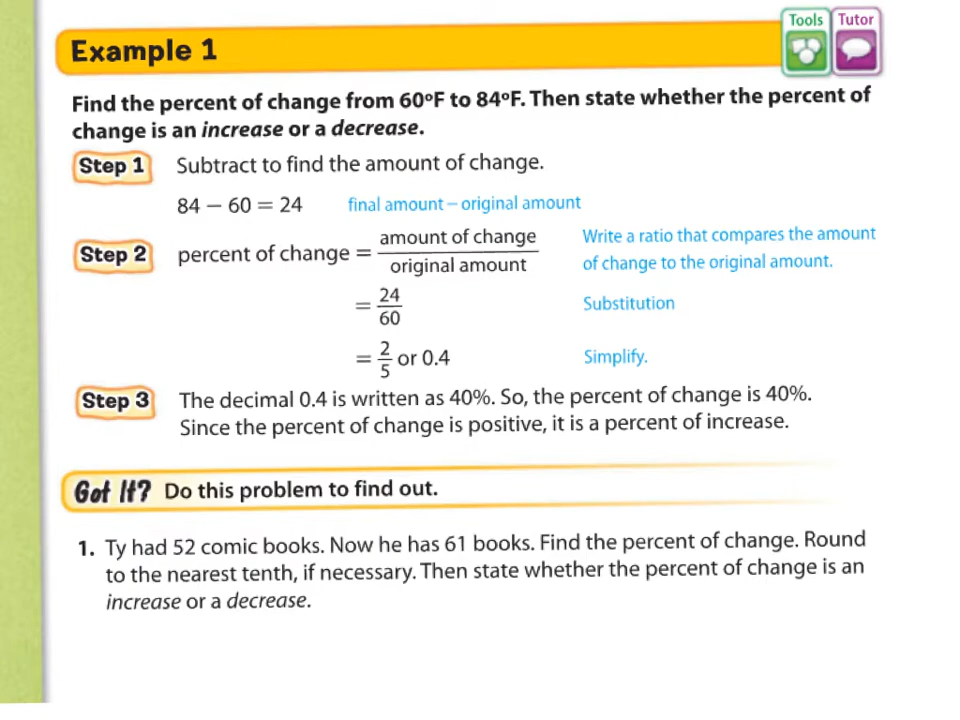 Tools Tutor
Example 1
Find the percent of change from 60ºF to 84ºF. Then state whether the percent of
change is an increase or a decrease.
Step 1 Subtract to find the amount of change.
84 − 60 = 24 final amount – original amount
Step 2 percent of change = amount of change / original amount Write a ratio that compares the amount
of change to the original amount.
= 24/60 Substitution
= 2/5 or 0.4 Simplify.
Step 3 The decimal 0.4 is written as 40%. So, the percent of change is 40%.
Since the percent of change is positive, it is a percent of increase.
Got It? Do this problem to find out.
1. Ty had 52 comic books. Now he has 61 books. Find the percent of change. Round
to the nearest tenth, if necessary. Then state whether the percent of change is an
increase or a decrease.